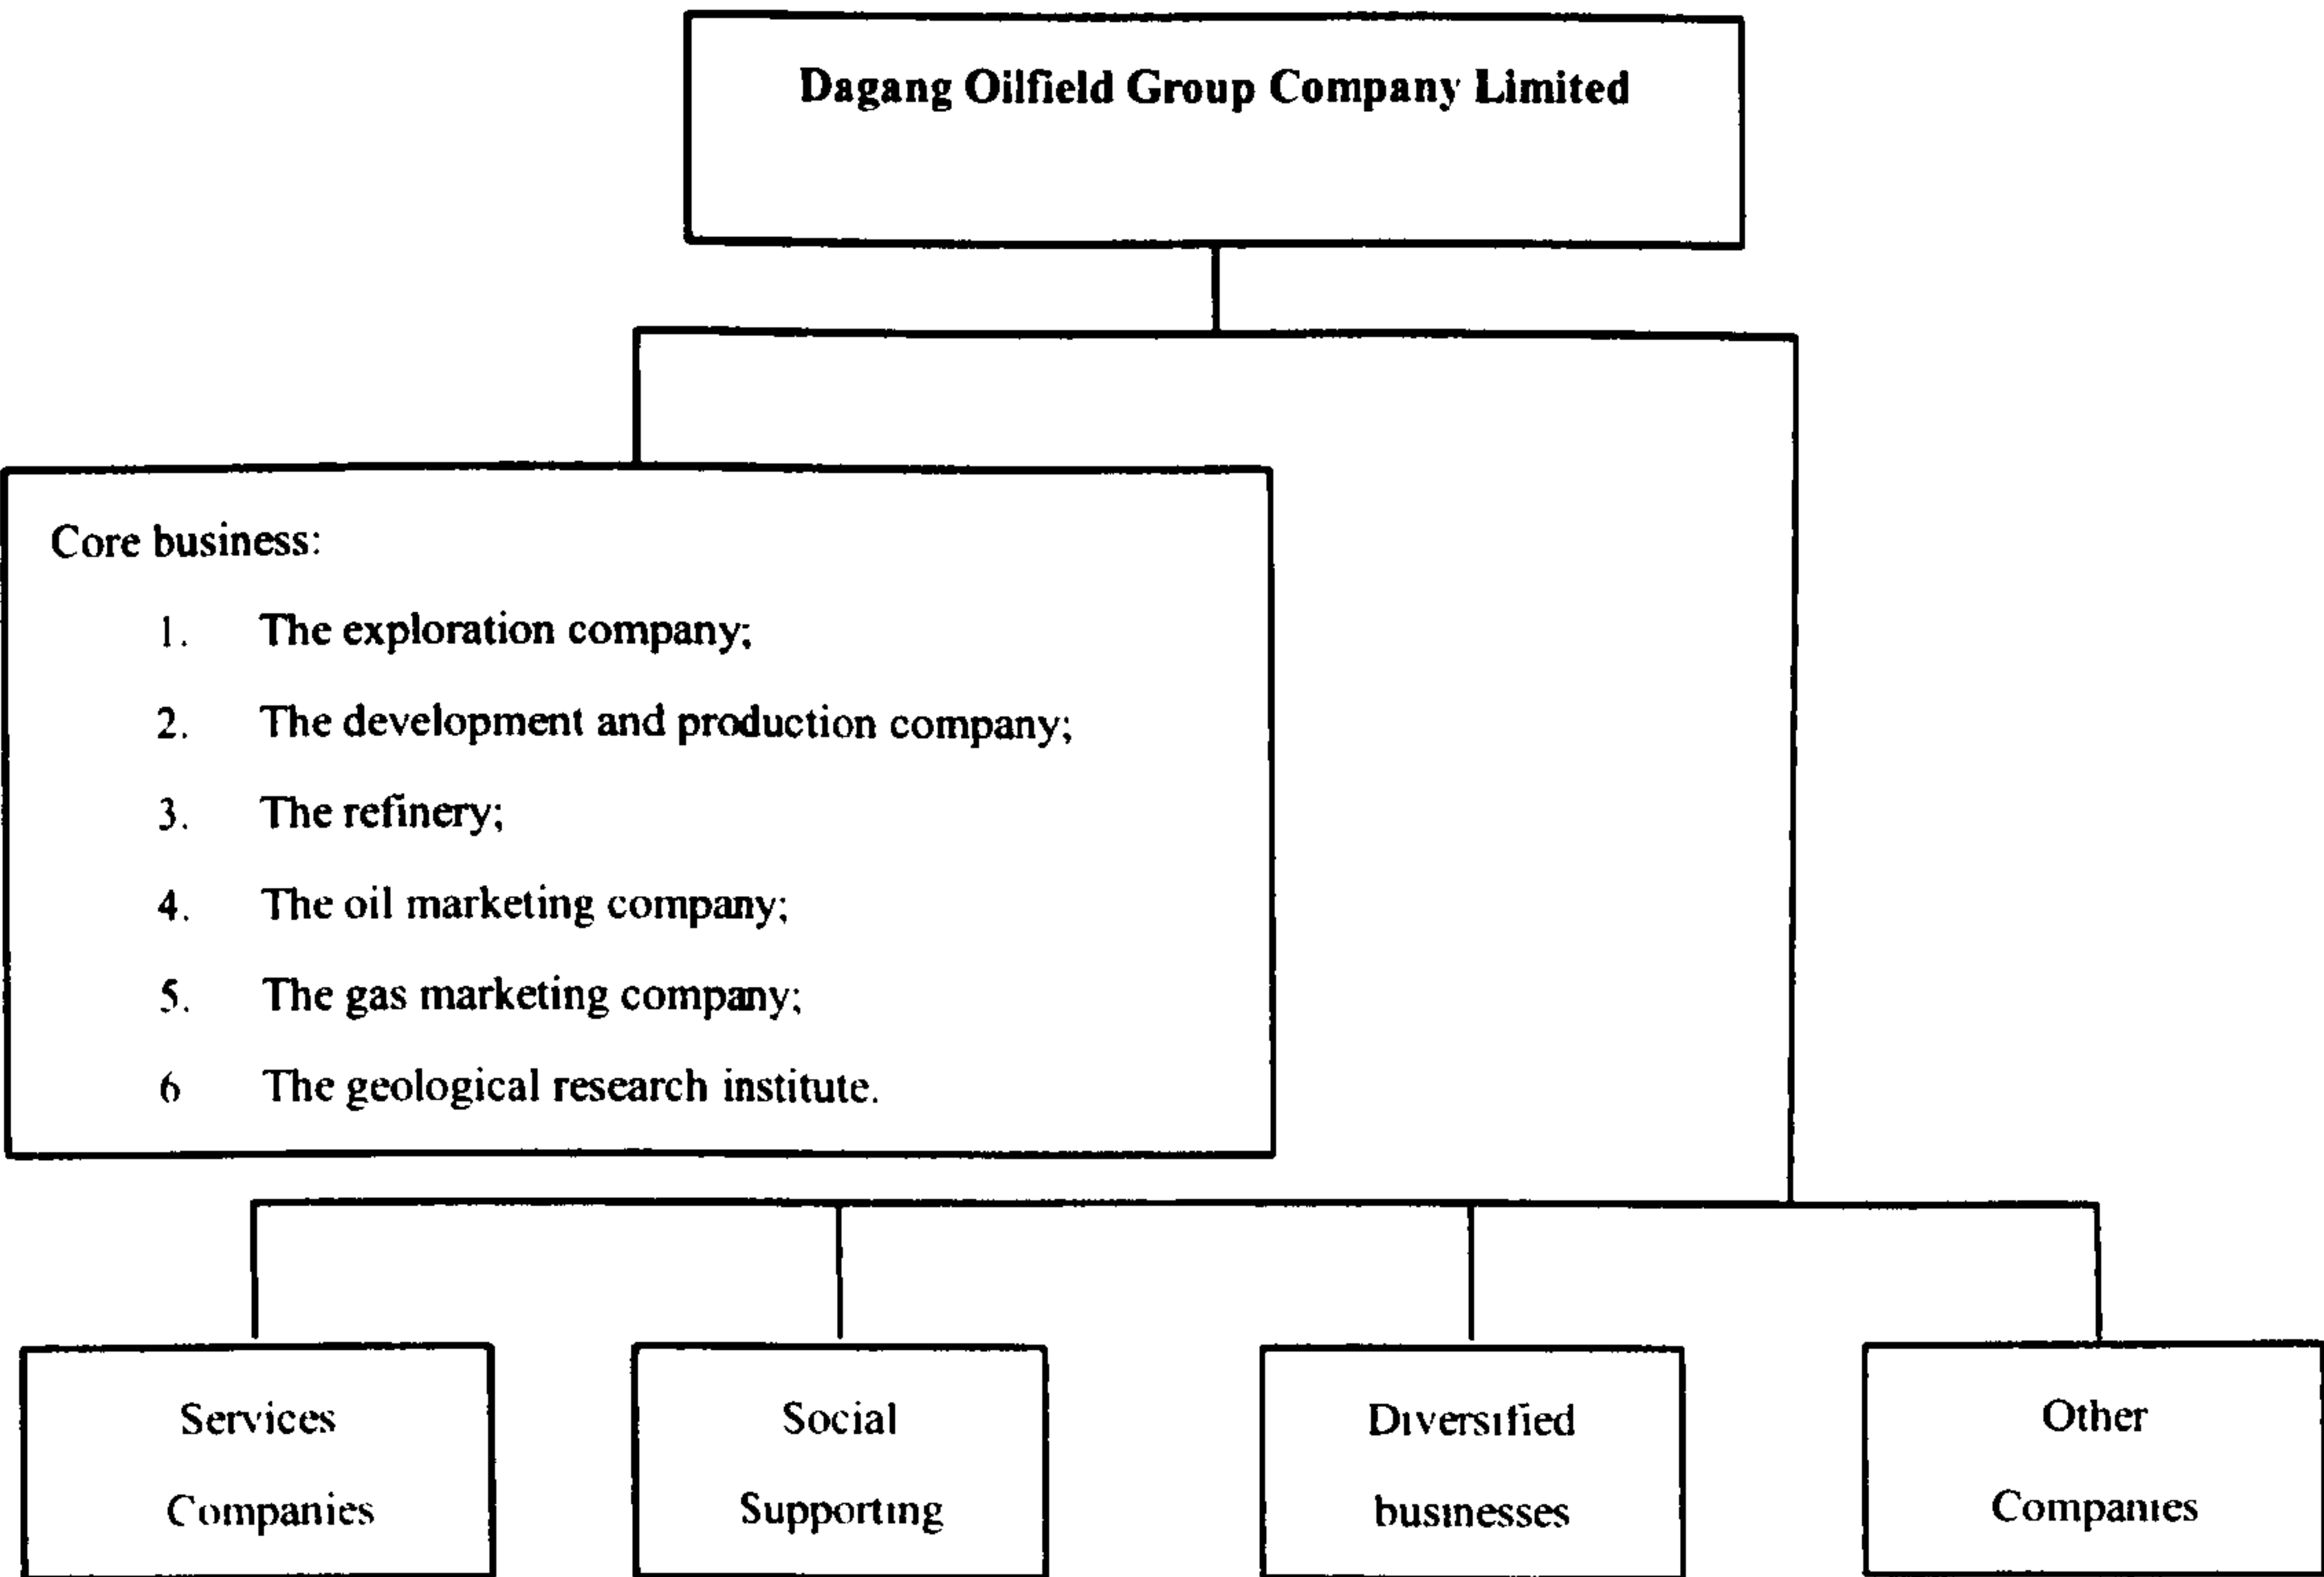 Dagang Oilfield Group Company Limited
Core business:
1. The exploration company;
2. The development and production company;
3. The refinery;
4. The oil marketing company;
5. The gas marketing company;
6 The geological research institute.
Services
Companies
Social
Supporting
Diversified
businesses
Other
Companies